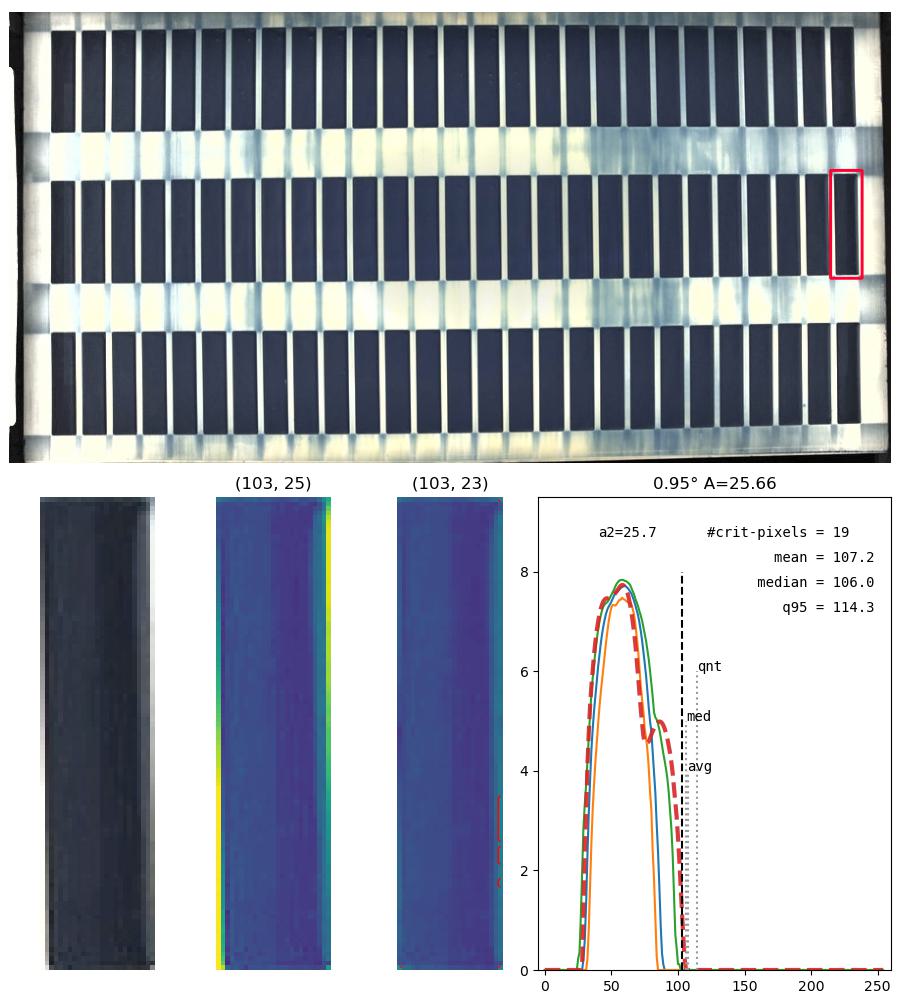 (103, 25)
(103, 23)
0.95° A=25.66
a2=25.7
#crit-pixels = 19
mean = 107.2
median = 106.0
q95 = 114.3
qnt
med
avg
8
6
4
2
0
0 50 100 150 200 250